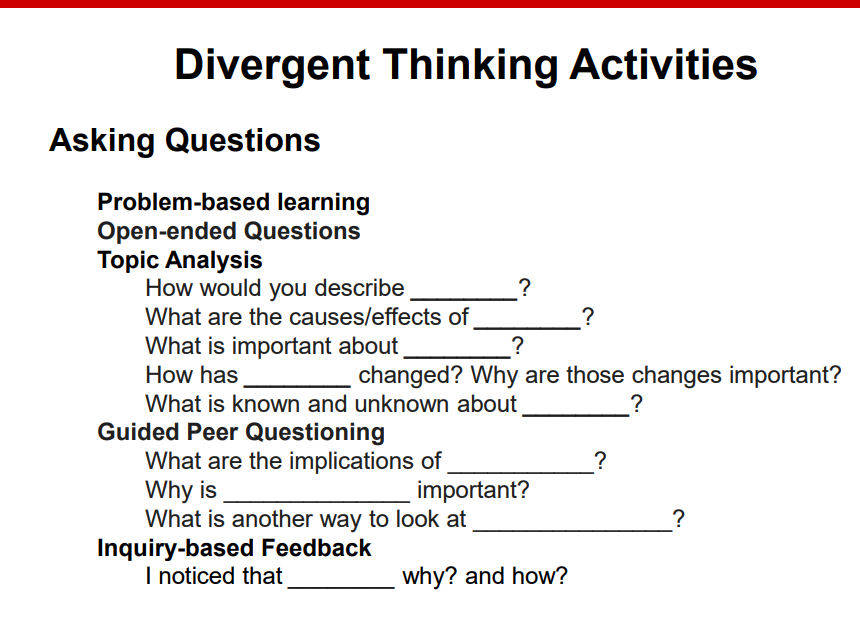 Divergent Thinking Activities
Asking Questions
Problem-based learning
Open-ended Questions
Topic Analysis
How would you describe ________?
What are the causes/effects of ________?
What is important about ________?
How has ________ changed? Why are those changes important?
What is known and unknown about ________?
Guided Peer Questioning
What are the implications of ___________?
Why is ______________ important?
What is another way to look at _______________?
Inquiry-based Feedback
I noticed that ________ why? and how?